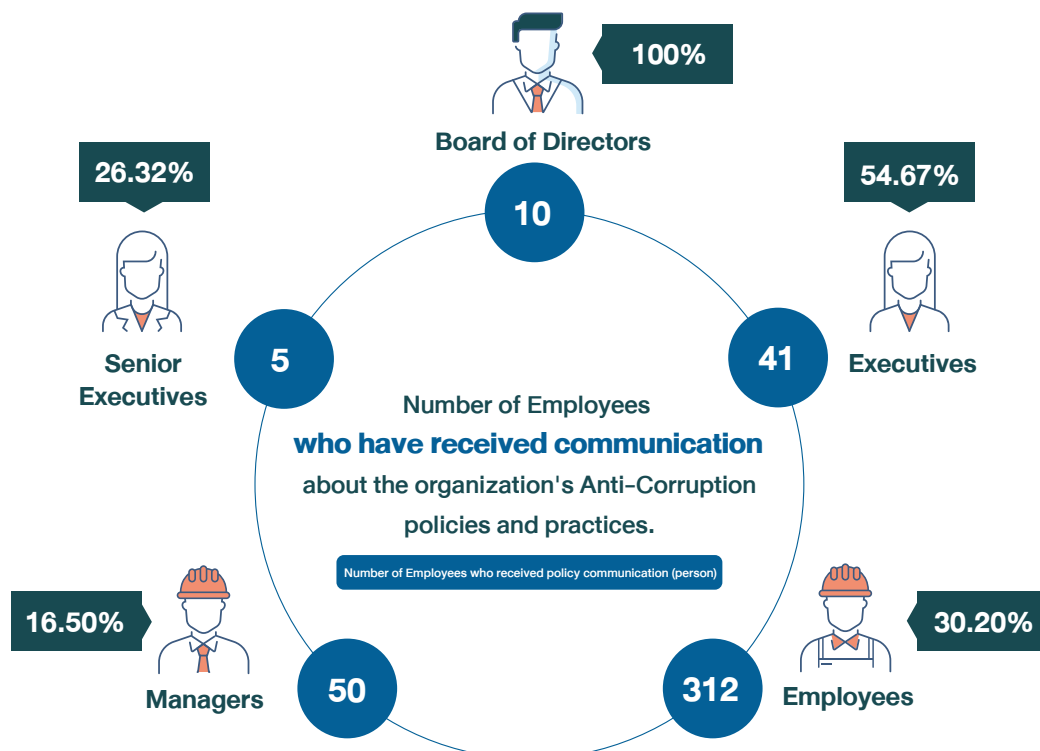 100%
Board of Directors
10
26.32%
Senior
Executives
5
54.67%
Executives
41
Number of Employees
who have received communication
about the organization's Anti-Corruption
policies and practices.
Number of Employees who received policy communication (person)
16.50%
Managers
50
30.20%
Employees
312